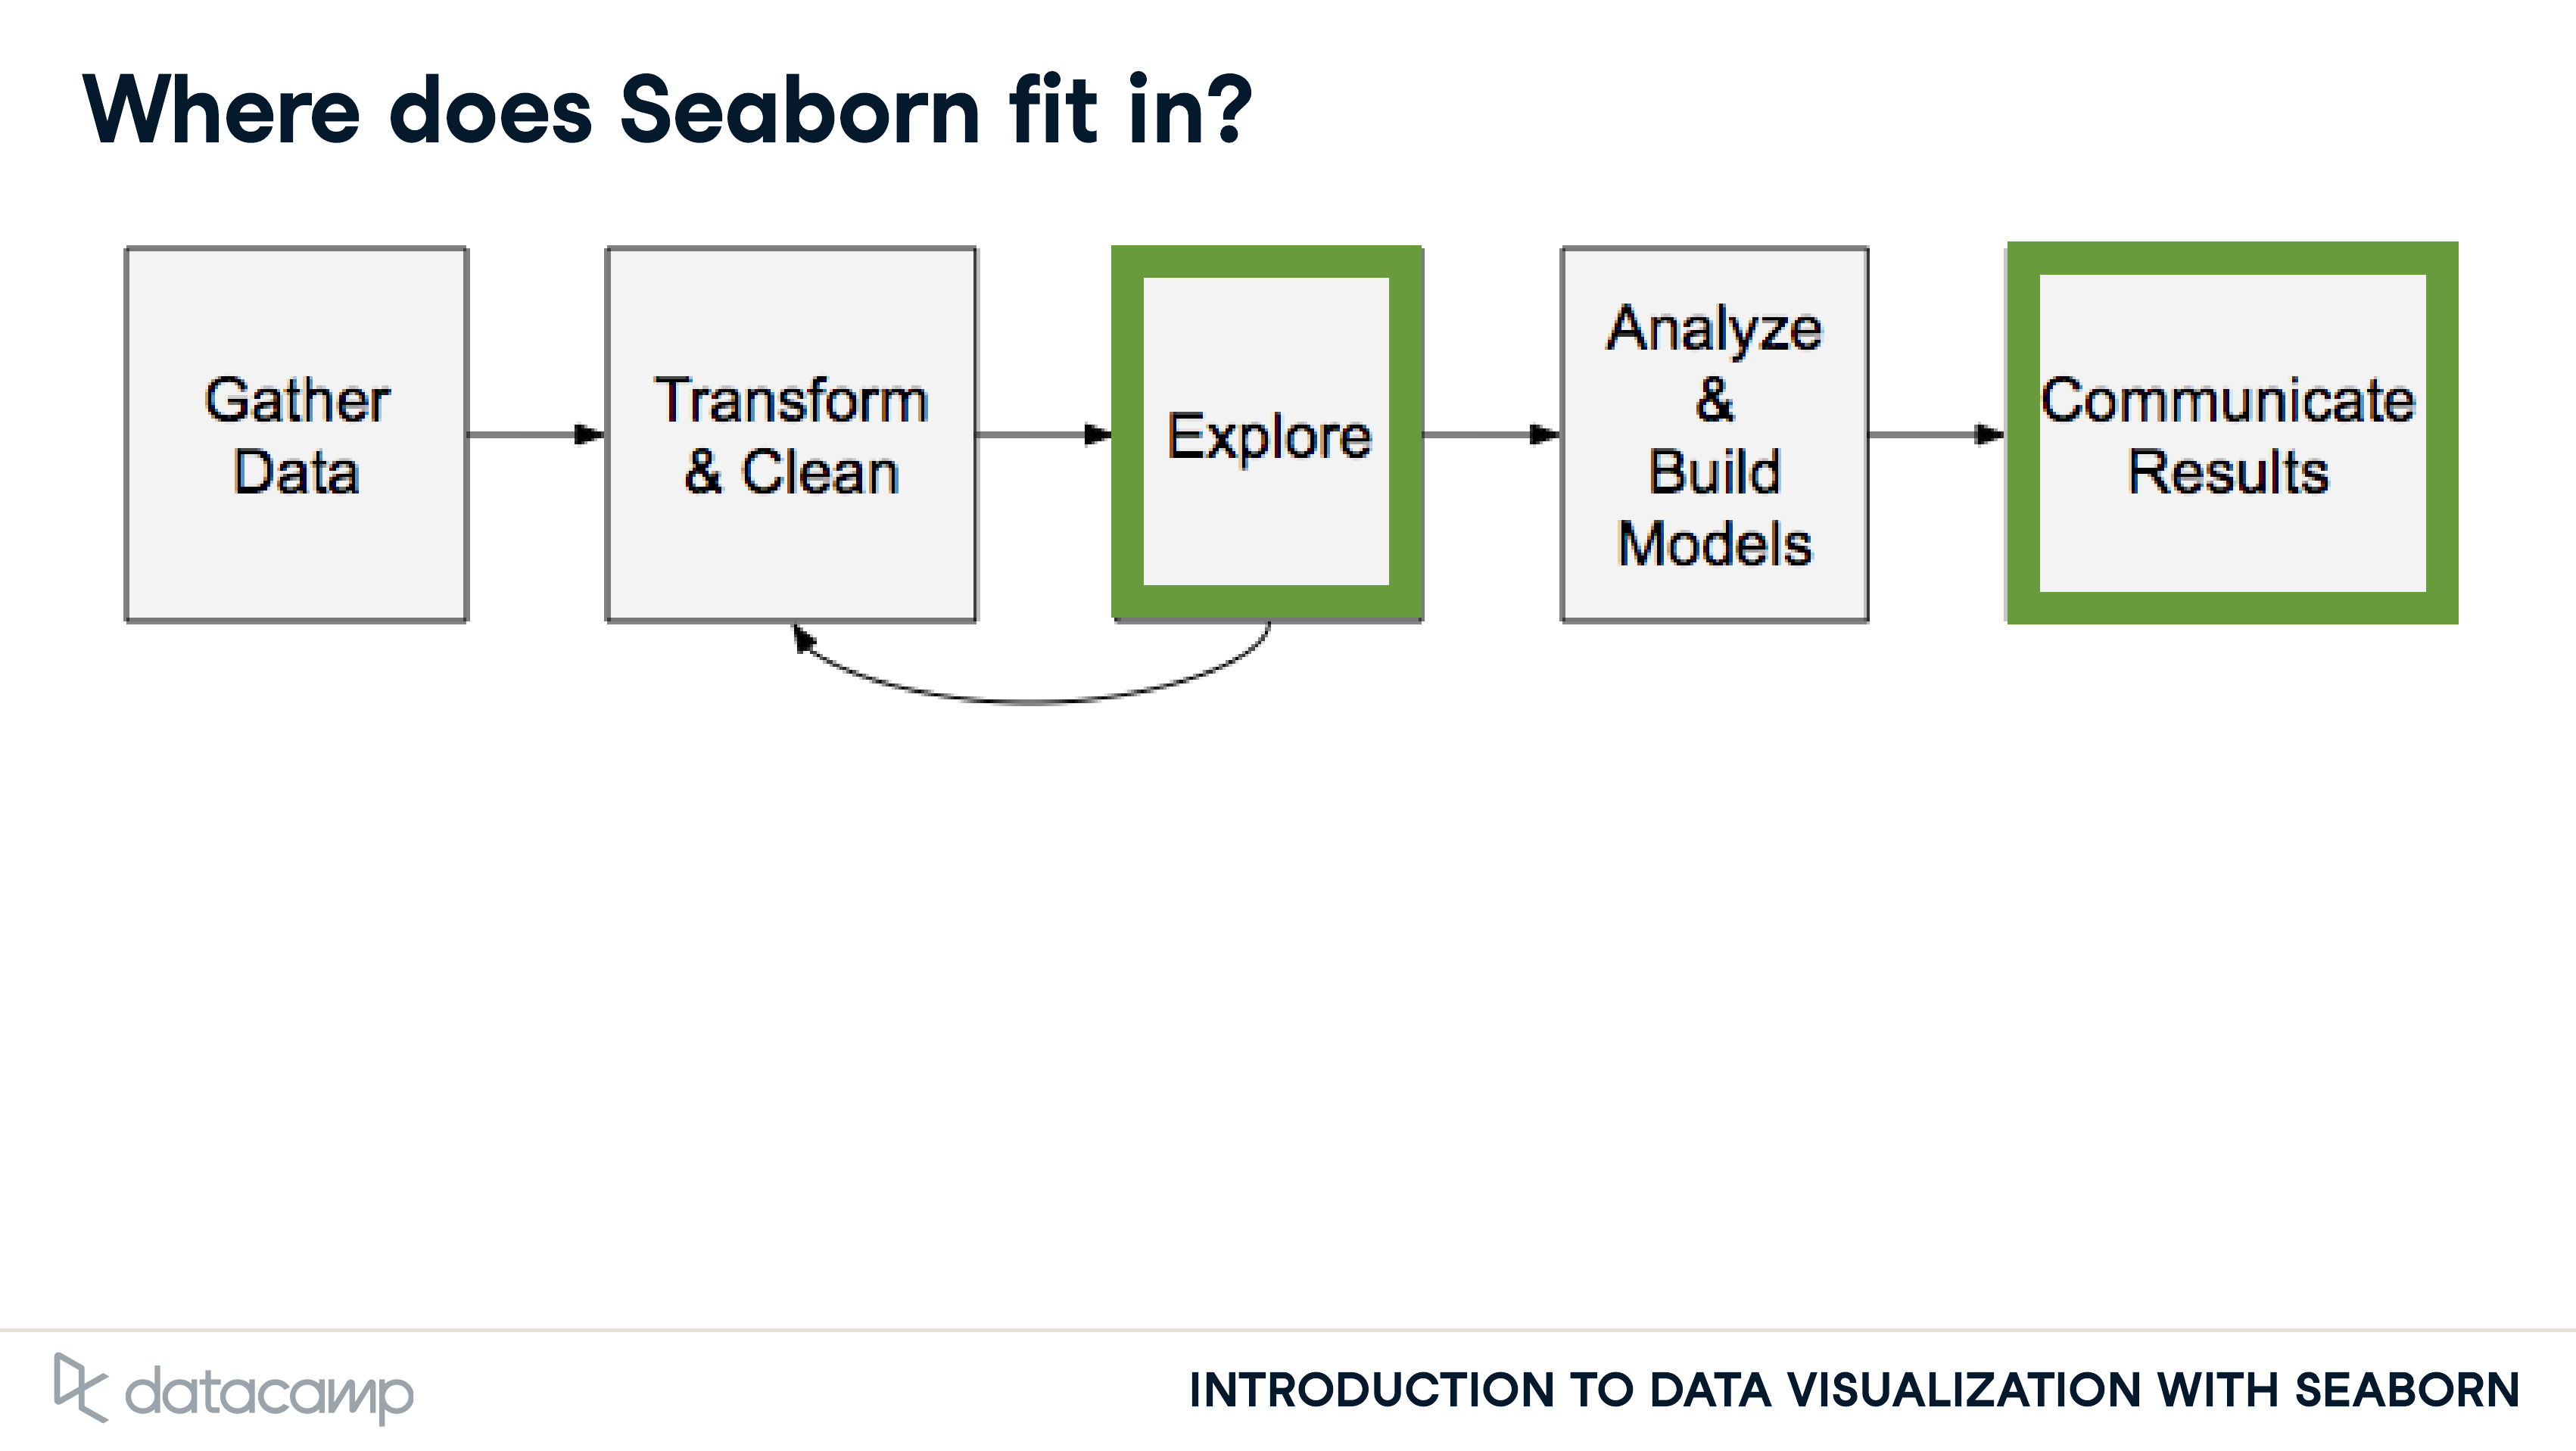 Where does Seaborn fit in?
Gather
Data
Transform
& Clean
Explore
Analyze
&
Build
Models
Communicate
Results
datacamp
INTRODUCTION TO DATA VISUALIZATION WITH SEABORN